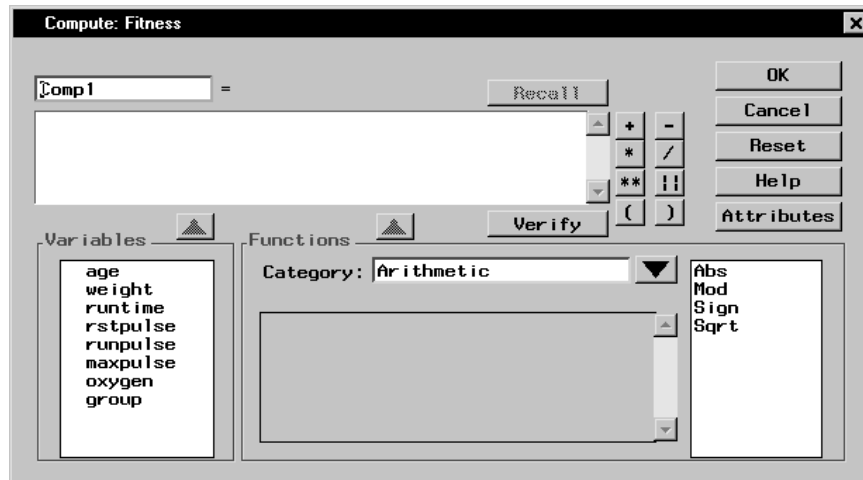 Compute: Fitness
Comp1 =
Recall
OK
Cancel
Reset
Help
Attributes
+ -
* /
** ||
( )
Verify
Variables
age
weight
runtime
rstpulse
runpulse
maxpulse
oxygen
group
Functions
Category: Arithmetic
Abs
Mod
Sign
Sqrt